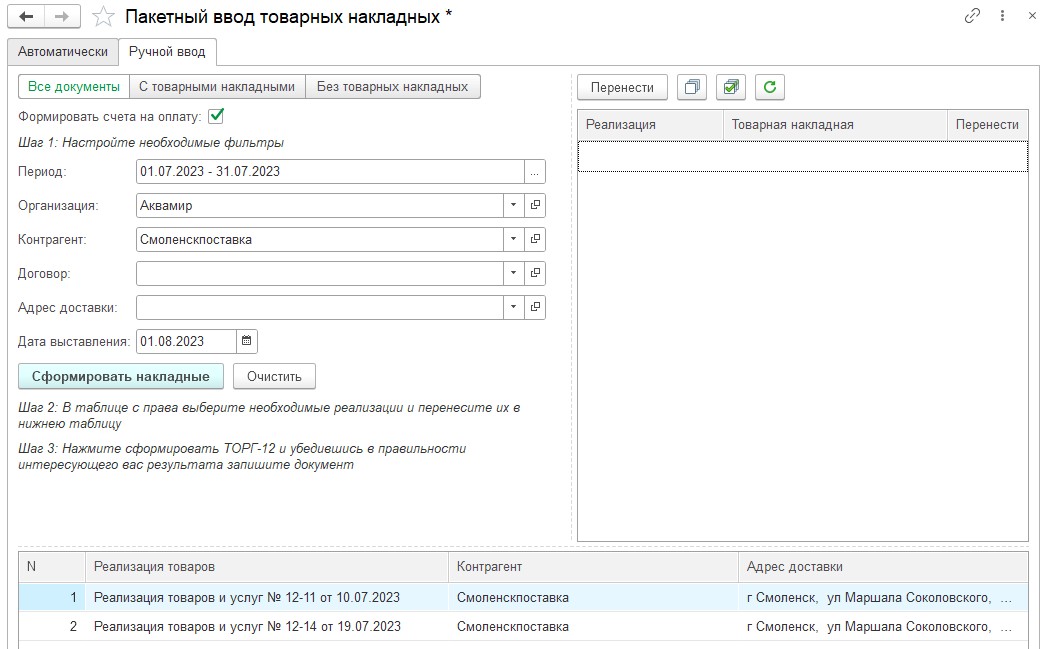 Пакетный ввод товарных накладных *
Автоматически Ручной ввод
Все документы С товарными накладными Без товарных накладных
Формировать счета на оплату:
Шаг 1: Настройте необходимые фильтры
Период: 01.07.2023 - 31.07.2023 ...
Организация: Аквамир
Контрагент: Смоленскпоставка
Договор:
Адрес доставки:
Дата выставления: 01.08.2023
Сформировать накладные Очистить
Шаг 2: В таблице с права выберите необходимые реализации и перенесите их в
нижнею таблицу
Шаг 3: Нажмите сформировать ТОРГ-12 и убедившись в правильности
интересующего вас результата запишите документ
Перенести
Реализация Товарная накладная Перенести
N Реализация товаров Контрагент Адрес доставки
1 Реализация товаров и услуг № 12-11 от 10.07.2023 Смоленскпоставка г Смоленск, ул Маршала Соколовского, ...
2 Реализация товаров и услуг № 12-14 от 19.07.2023 Смоленскпоставка г Смоленск, ул Маршала Соколовского, ...